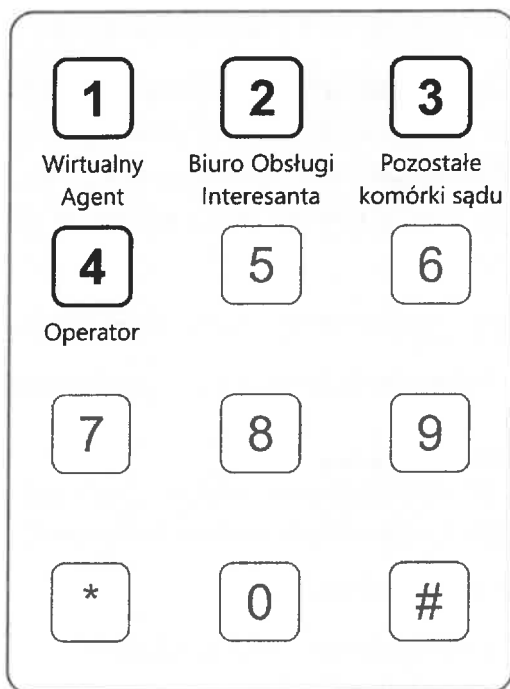 1 2 3
Wirtualny Biuro Obsługi Pozostałe
Agent Interesanta komórki sądu
4 5 6
Operator
7 8 9
* 0 #